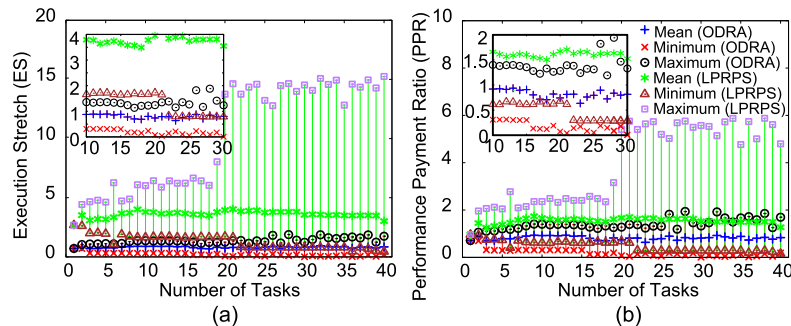 20
15
10
5
0
Execution Stretch (ES)
4
3
2
1
0
10 15 20 25 30
0 5 10 15 20 25 30 35 40
Number of Tasks
(a)
10
8
6
4
2
0
Performance Payment Ratio (PPR)
2
1.5
1
0.5
0
10 15 20 25 30
Mean (ODRA)
Minimum (ODRA)
Maximum (ODRA)
Mean (LPRPS)
Minimum (LPRPS)
Maximum (LPRPS)
0 5 10 15 20 25 30 35 40
Number of Tasks
(b)